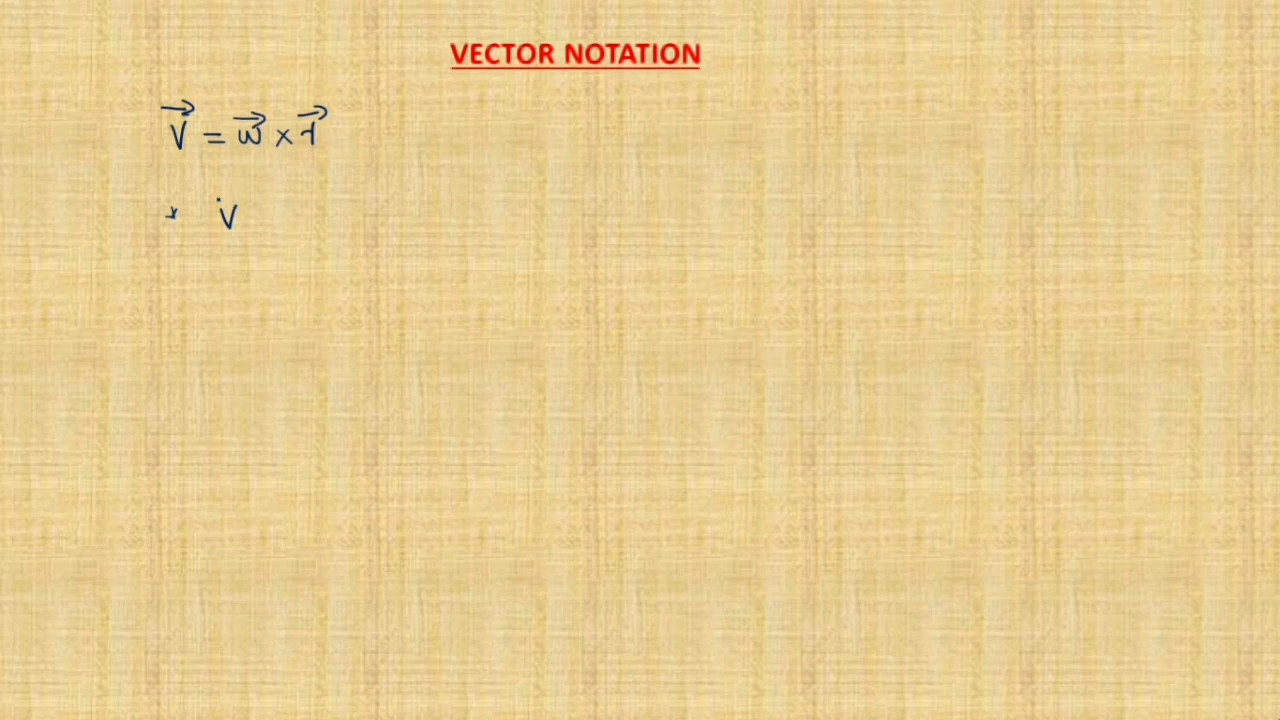 VECTOR NOTATION
v⃗ = ω⃗ × r⃗
* v̇